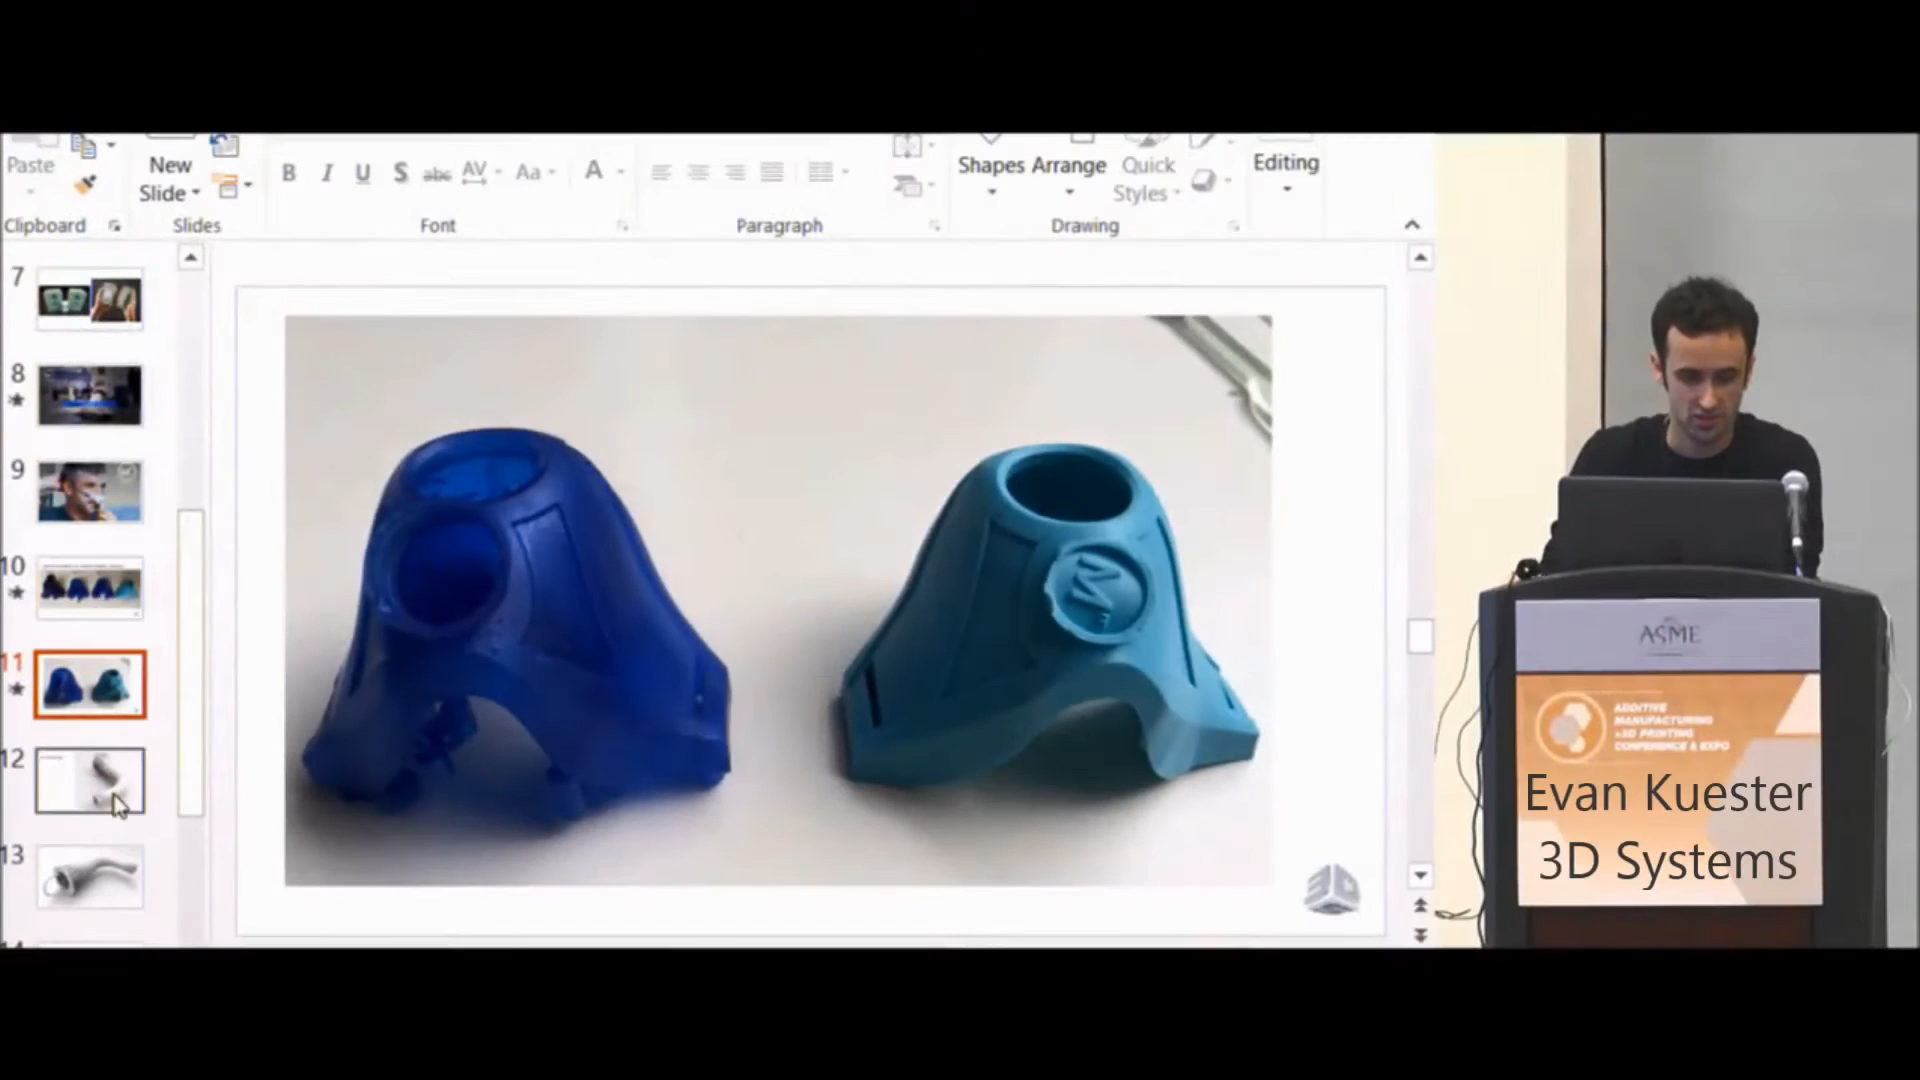 Paste
New
Slide
B I U S abc AV Aa A
Shapes Arrange Quick
Styles
Editing
Clipboard
Slides
Font
Paragraph
Drawing
7
8
9
10
11
12
13
M
3D
ASME
ADDITIVE
MANUFACTURING
+3D PRINTING
CONFERENCE & EXPO
Evan Kuester
3D Systems